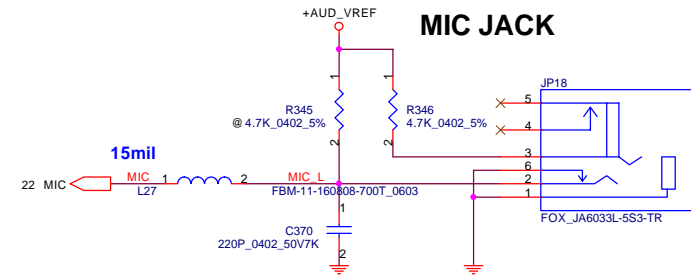 +AUD_VREF
MIC JACK
JP18
1
1
5
R345
R346
@ 4.7K_0402_5%
4.7K_0402_5%
4
2
2
3
15mil
6
22 MIC
MIC
1
2
MIC_L
2
L27
FBM-11-160808-700T_0603
1
1
C370
FOX_JA6033L-5S3-TR
220P_0402_50V7K
2